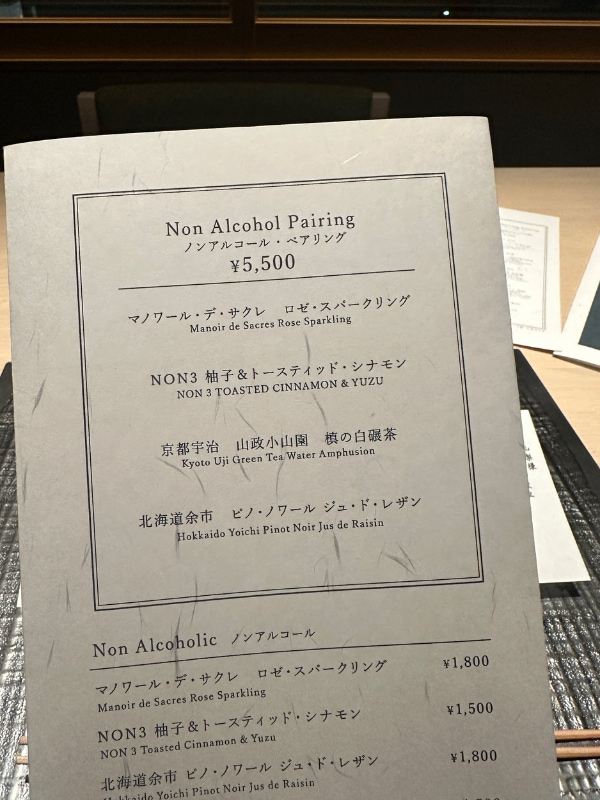 Non Alcohol Pairing
ノンアルコール・ペアリング
¥5,500
マノワール・デ・サクレ　ロゼ・スパークリング
Manoir de Sacres Rose Sparkling
NON3 柚子&トースティッド・シナモン
NON 3 TOASTED CINNAMON & YUZU
京都宇治　山政小山園　槙の白碾茶
Kyoto Uji Green Tea Water Amphusion
北海道余市　ピノ・ノワール ジュ・ド・レザン
Hokkaido Yoichi Pinot Noir Jus de Raisin
Non Alcoholic ノンアルコール
マノワール・デ・サクレ　ロゼ・スパークリング ¥1,800
Manoir de Sacres Rose Sparkling
NON3 柚子&トースティッド・シナモン ¥1,500
NON 3 Toasted Cinnamon & Yuzu
北海道余市 ピノ・ノワール ジュ・ド・レザン ¥1,800
Hokkaido Yoichi Pinot Noir Jus de Raisin